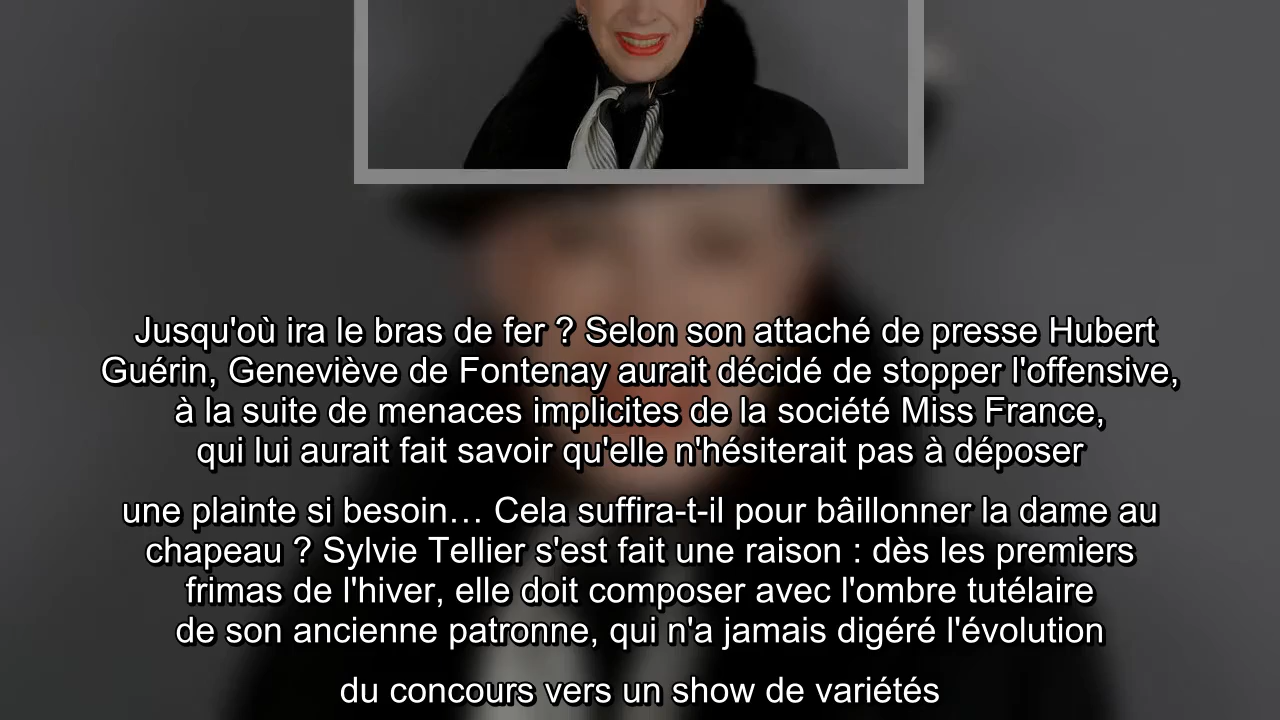 Jusqu'où ira le bras de fer ? Selon son attaché de presse Hubert
Guérin, Geneviève de Fontenay aurait décidé de stopper l'offensive,
à la suite de menaces implicites de la société Miss France,
qui lui aurait fait savoir qu'elle n'hésiterait pas à déposer
une plainte si besoin… Cela suffira-t-il pour bâillonner la dame au
chapeau ? Sylvie Tellier s'est fait une raison : dès les premiers
frimas de l'hiver, elle doit composer avec l'ombre tutélaire
de son ancienne patronne, qui n'a jamais digéré l'évolution
du concours vers un show de variétés